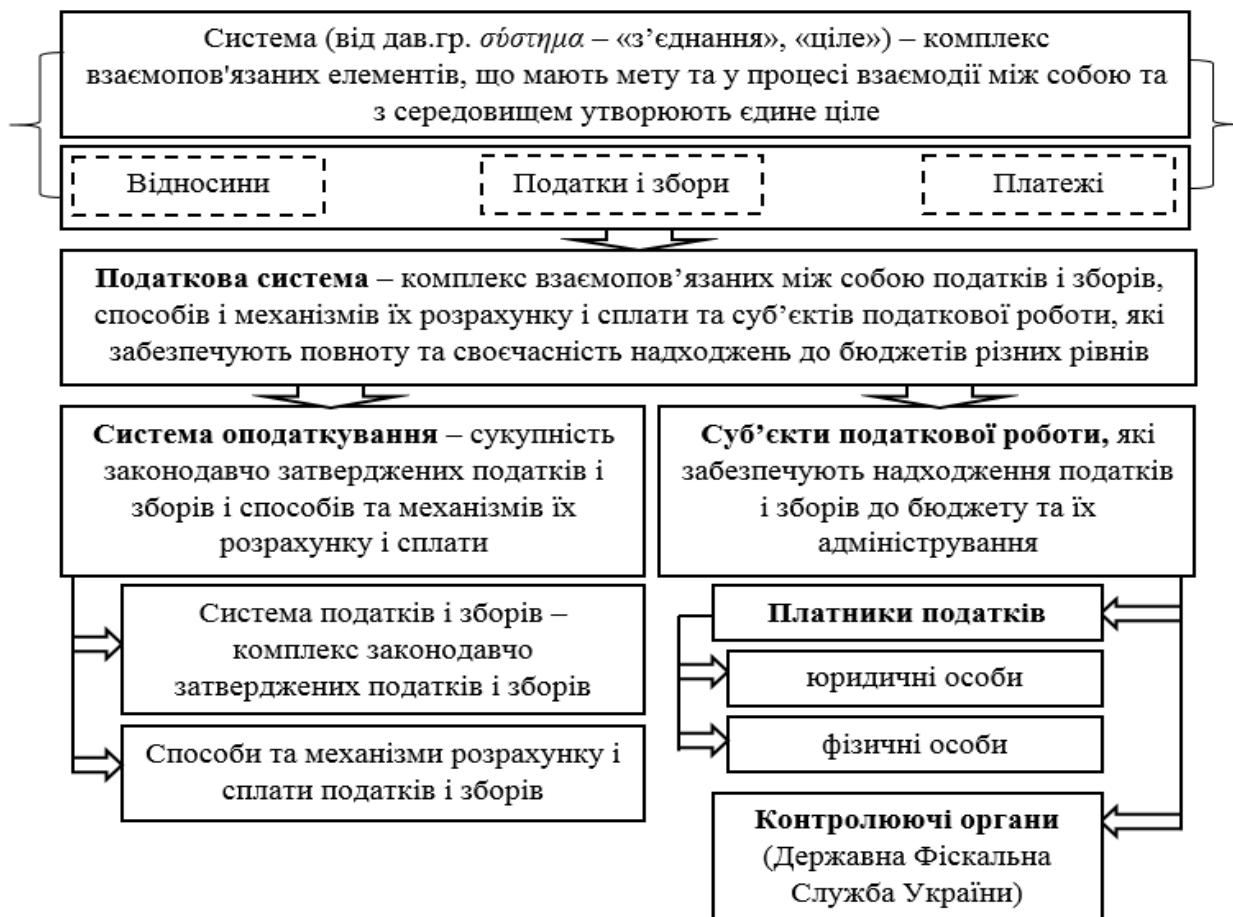 Система (від дав.гр. σύστημα – «з’єднання», «ціле») – комплекс
взаємопов'язаних елементів, що мають мету та у процесі взаємодії між собою та
з середовищем утворюють єдине ціле
Відносини
Податки і збори
Платежі
Податкова система – комплекс взаємопов’язаних між собою податків і зборів,
способів і механізмів їх розрахунку і сплати та суб’єктів податкової роботи, які
забезпечують повноту та своєчасність надходжень до бюджетів різних рівнів
Система оподаткування – сукупність
законодавчо затверджених податків і
зборів і способів та механізмів їх
розрахунку і сплати
Система податків і зборів –
комплекс законодавчо
затверджених податків і зборів
Способи та механізми розрахунку і
сплати податків і зборів
Суб’єкти податкової роботи, які
забезпечують надходження податків
і зборів до бюджету та їх
адміністрування
Платники податків
юридичні особи
фізичні особи
Контролюючі органи
(Державна Фіскальна
Служба України)